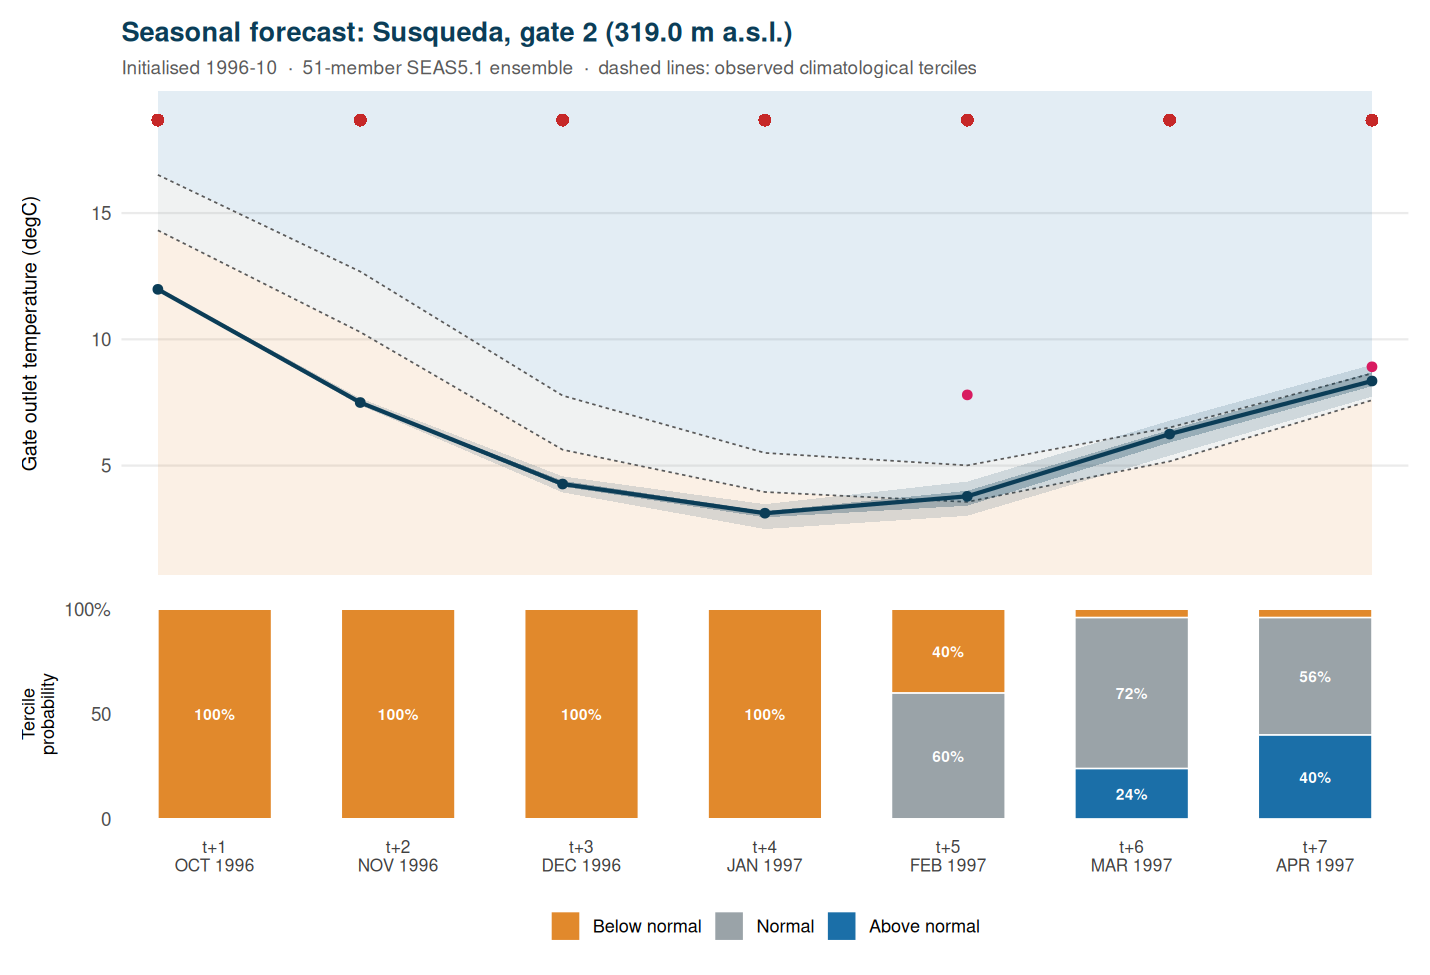 Seasonal forecast: Susqueda, gate 2 (319.0 m a.s.l.)
Initialised 1996-10 · 51-member SEAS5.1 ensemble · dashed lines: observed climatological terciles
Gate outlet temperature (degC)
15
10
5
Tercile
probability
100%
50
0
100%
100%
100%
100%
40%
60%
72%
24%
56%
40%
t+1
OCT 1996
t+2
NOV 1996
t+3
DEC 1996
t+4
JAN 1997
t+5
FEB 1997
t+6
MAR 1997
t+7
APR 1997
Below normal
Normal
Above normal